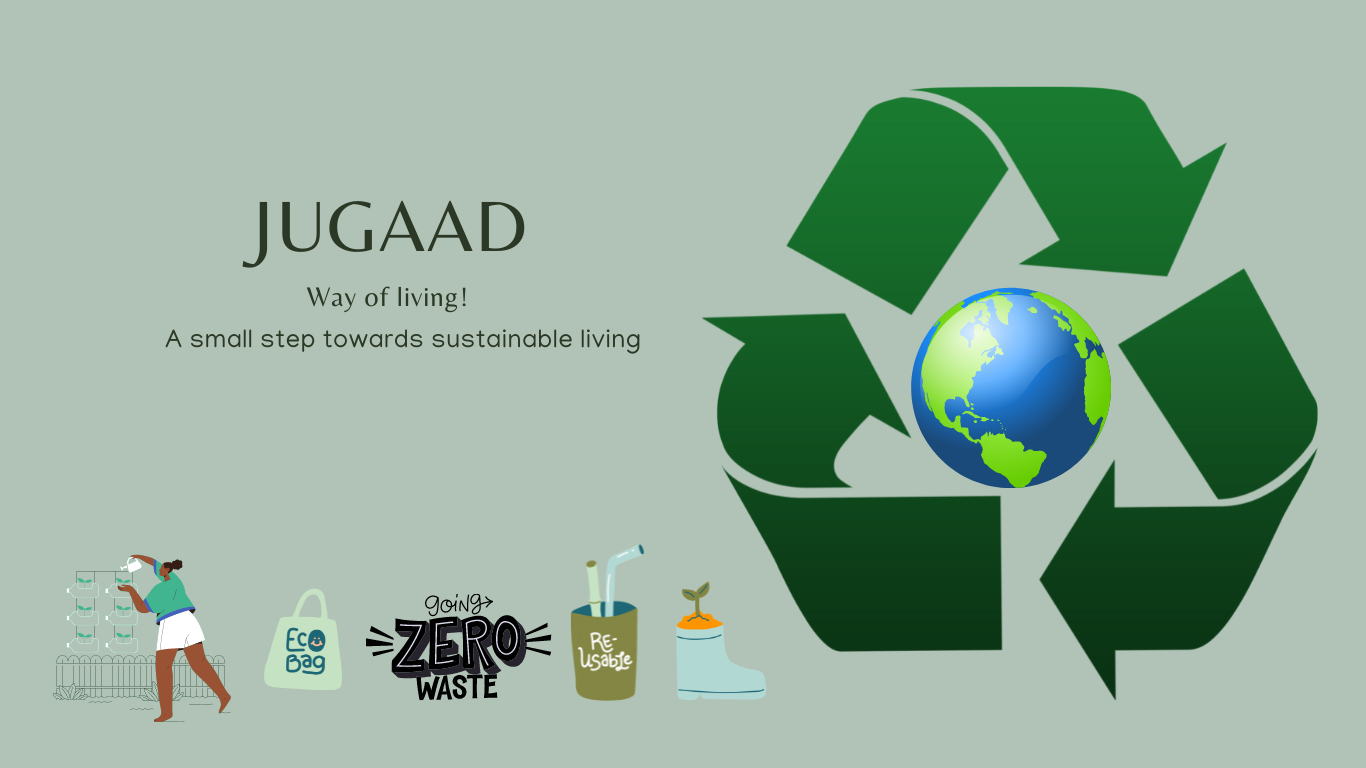 JUGAAD
Way of living!
A small step towards sustainable living
Eco
Bag
going
ZERO
WASTE
RE-
USabLe